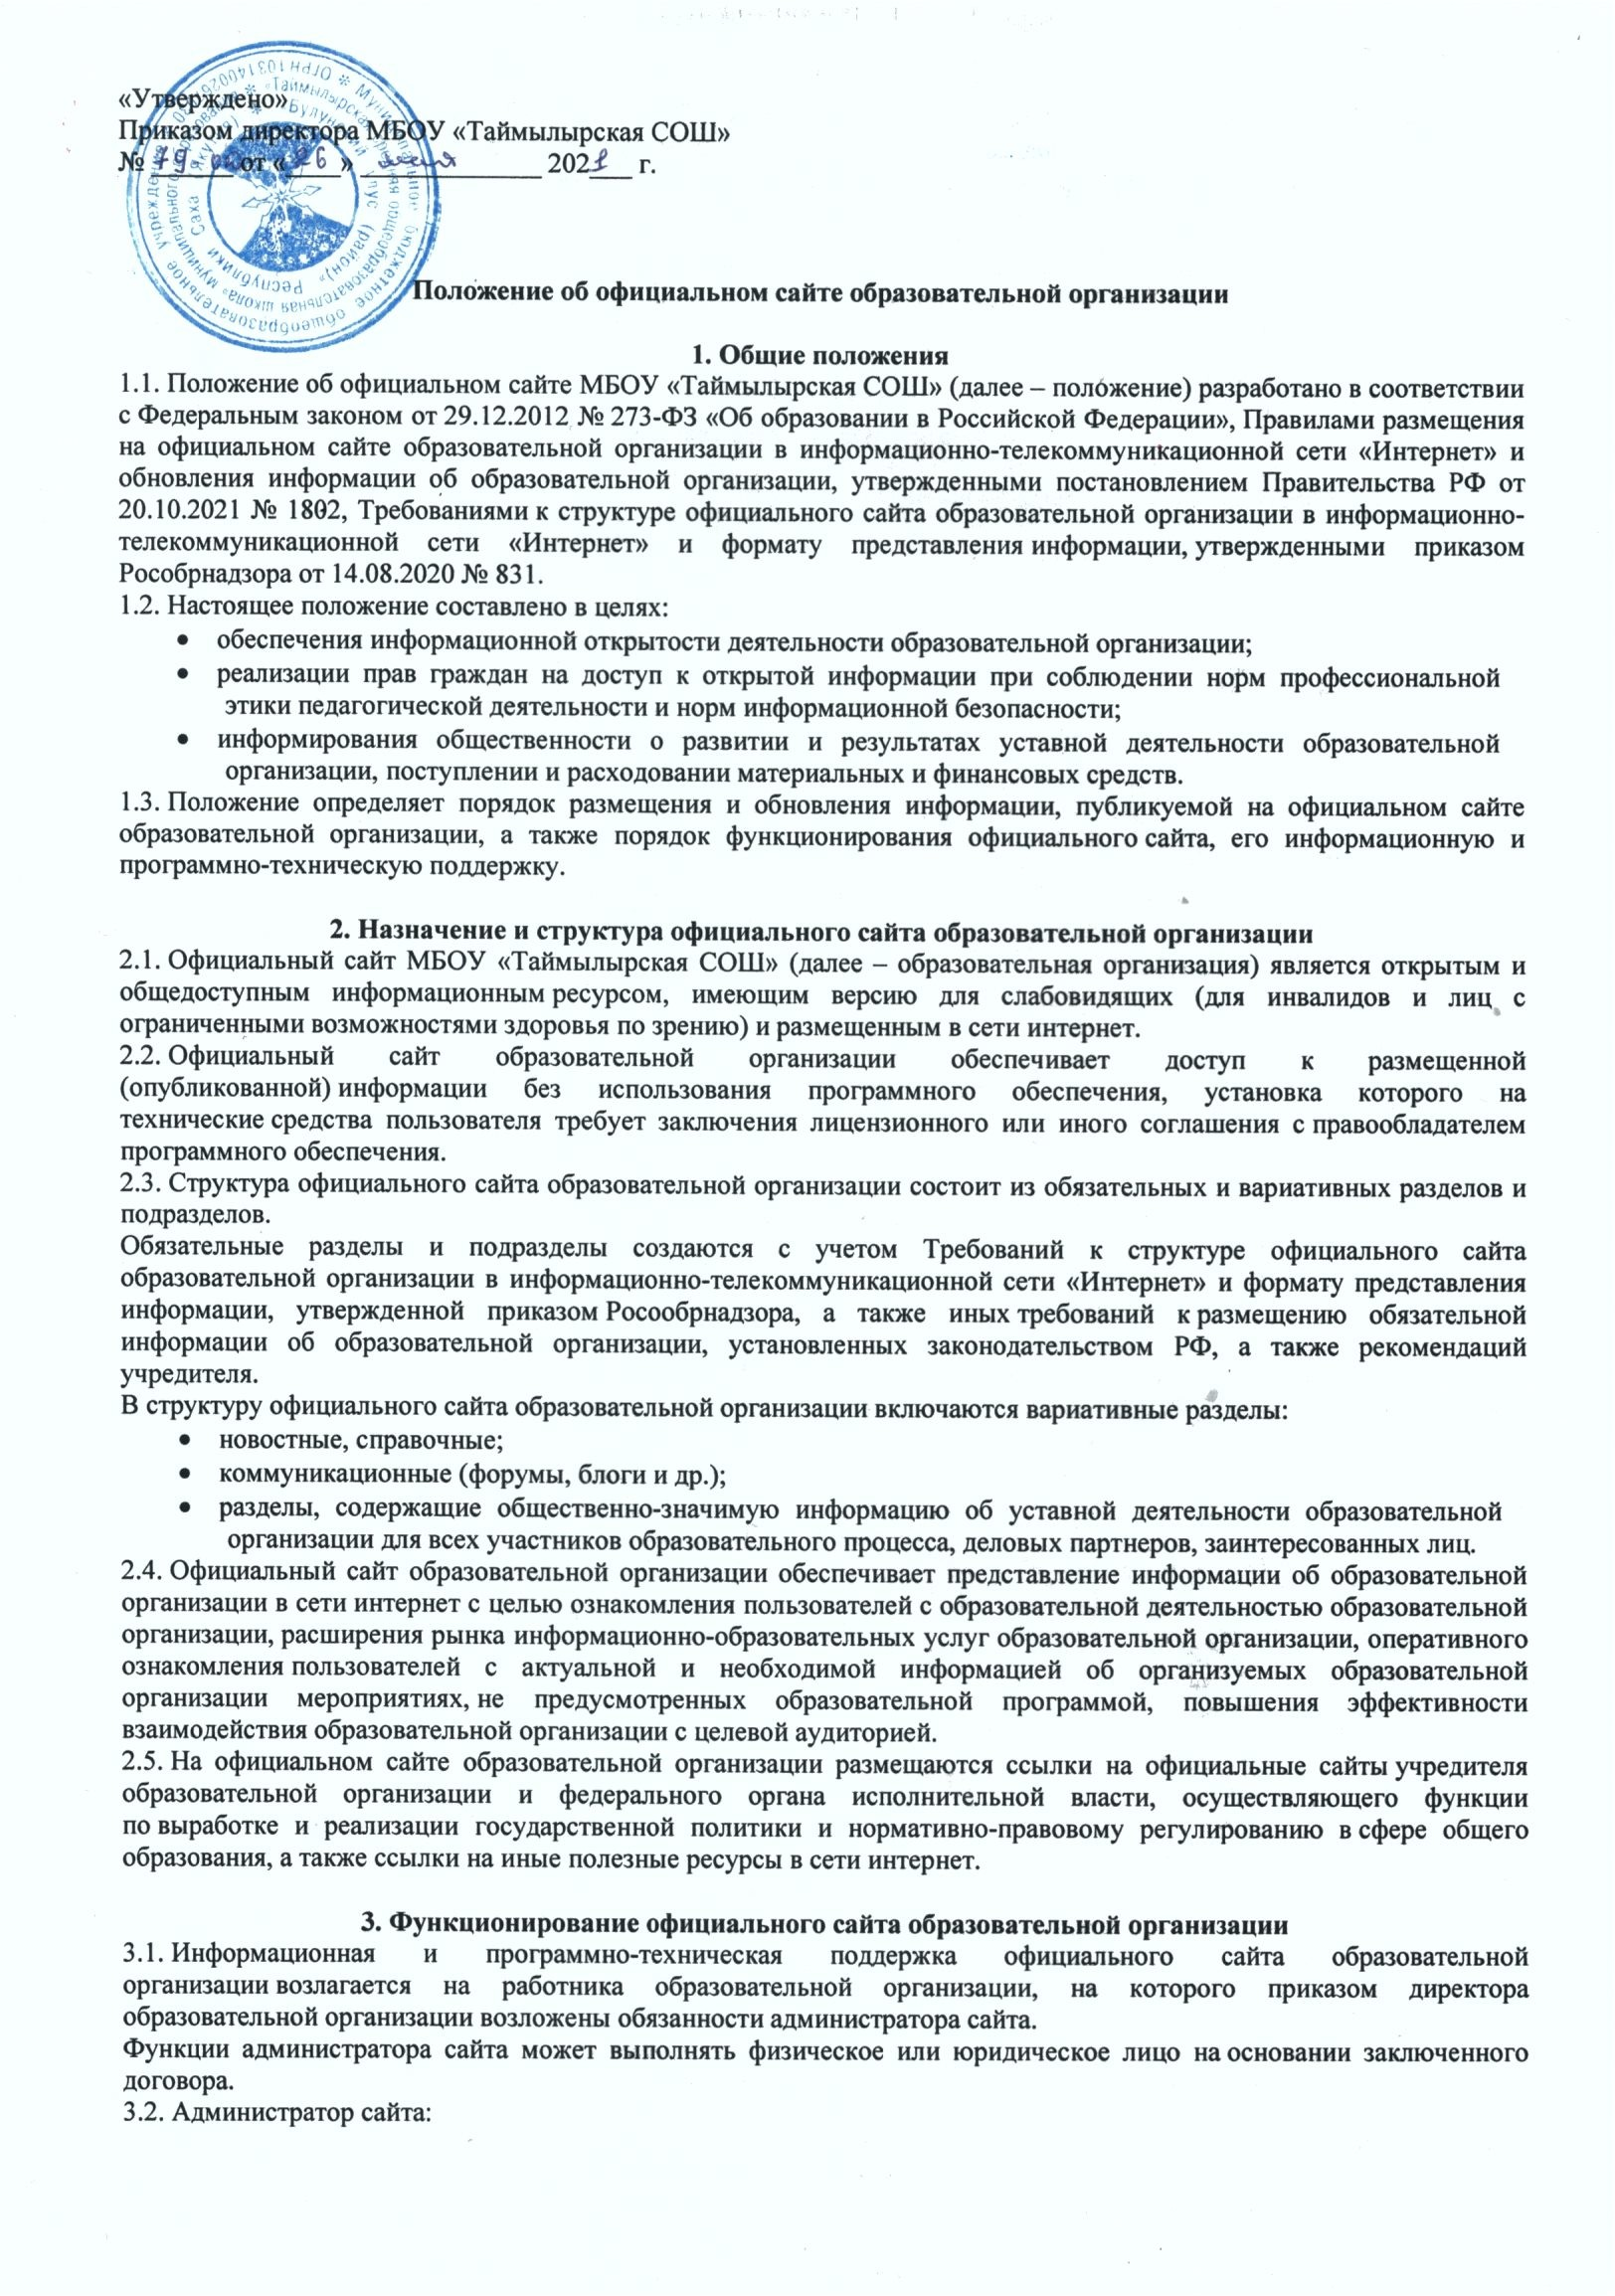 «Утверждено»
Приказом директора МБОУ «Таймылырская СОШ»
№ 79-од от «26» мая 2021 г.
Положение об официальном сайте образовательной организации
1. Общие положения
1.1. Положение об официальном сайте МБОУ «Таймылырская СОШ» (далее – положение) разработано в соответствии
с Федеральным законом от 29.12.2012 № 273-ФЗ «Об образовании в Российской Федерации», Правилами размещения
на официальном сайте образовательной организации в информационно-телекоммуникационной сети «Интернет» и
обновления информации об образовательной организации, утвержденными постановлением Правительства РФ от
20.10.2021 № 1802, Требованиями к структуре официального сайта образовательной организации в информационно-
телекоммуникационной сети «Интернет» и формату представления информации, утвержденными приказом
Рособрнадзора от 14.08.2020 № 831.
1.2. Настоящее положение составлено в целях:
• обеспечения информационной открытости деятельности образовательной организации;
• реализации прав граждан на доступ к открытой информации при соблюдении норм профессиональной
этики педагогической деятельности и норм информационной безопасности;
• информирования общественности о развитии и результатах уставной деятельности образовательной
организации, поступлении и расходовании материальных и финансовых средств.
1.3. Положение определяет порядок размещения и обновления информации, публикуемой на официальном сайте
образовательной организации, а также порядок функционирования официального сайта, его информационную и
программно-техническую поддержку.
2. Назначение и структура официального сайта образовательной организации
2.1. Официальный сайт МБОУ «Таймылырская СОШ» (далее – образовательная организация) является открытым и
общедоступным информационным ресурсом, имеющим версию для слабовидящих (для инвалидов и лиц с
ограниченными возможностями здоровья по зрению) и размещенным в сети интернет.
2.2. Официальный сайт образовательной организации обеспечивает доступ к размещенной
(опубликованной) информации без использования программного обеспечения, установка которого на
технические средства пользователя требует заключения лицензионного или иного соглашения с правообладателем
программного обеспечения.
2.3. Структура официального сайта образовательной организации состоит из обязательных и вариативных разделов и
подразделов.
Обязательные разделы и подразделы создаются с учетом Требований к структуре официального сайта
образовательной организации в информационно-телекоммуникационной сети «Интернет» и формату представления
информации, утвержденной приказом Росообрнадзора, а также иных требований к размещению обязательной
информации об образовательной организации, установленных законодательством РФ, а также рекомендаций
учредителя.
В структуру официального сайта образовательной организации включаются вариативные разделы:
• новостные, справочные;
• коммуникационные (форумы, блоги и др.);
• разделы, содержащие общественно-значимую информацию об уставной деятельности образовательной
организации для всех участников образовательного процесса, деловых партнеров, заинтересованных лиц.
2.4. Официальный сайт образовательной организации обеспечивает представление информации об образовательной
организации в сети интернет с целью ознакомления пользователей с образовательной деятельностью образовательной
организации, расширения рынка информационно-образовательных услуг образовательной организации, оперативного
ознакомления пользователей с актуальной и необходимой информацией об организуемых образовательной
организации мероприятиях, не предусмотренных образовательной программой, повышения эффективности
взаимодействия образовательной организации с целевой аудиторией.
2.5. На официальном сайте образовательной организации размещаются ссылки на официальные сайты учредителя
образовательной организации и федерального органа исполнительной власти, осуществляющего функции
по выработке и реализации государственной политики и нормативно-правовому регулированию в сфере общего
образования, а также ссылки на иные полезные ресурсы в сети интернет.
3. Функционирование официального сайта образовательной организации
3.1. Информационная и программно-техническая поддержка официального сайта образовательной
организации возлагается на работника образовательной организации, на которого приказом директора
образовательной организации возложены обязанности администратора сайта.
Функции администратора сайта может выполнять физическое или юридическое лицо на основании заключенного
договора.
3.2. Администратор сайта: